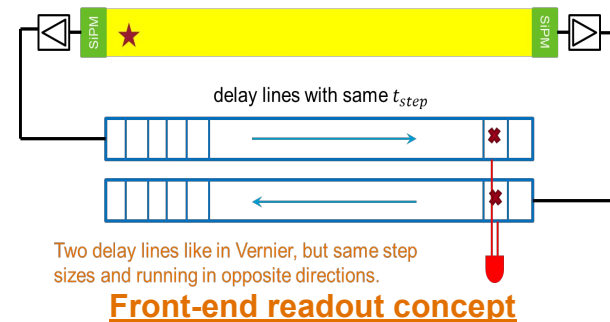 SiPM
SiPM
delay lines with same t_step
Two delay lines like in Vernier, but same step
sizes and running in opposite directions.
Front-end readout concept